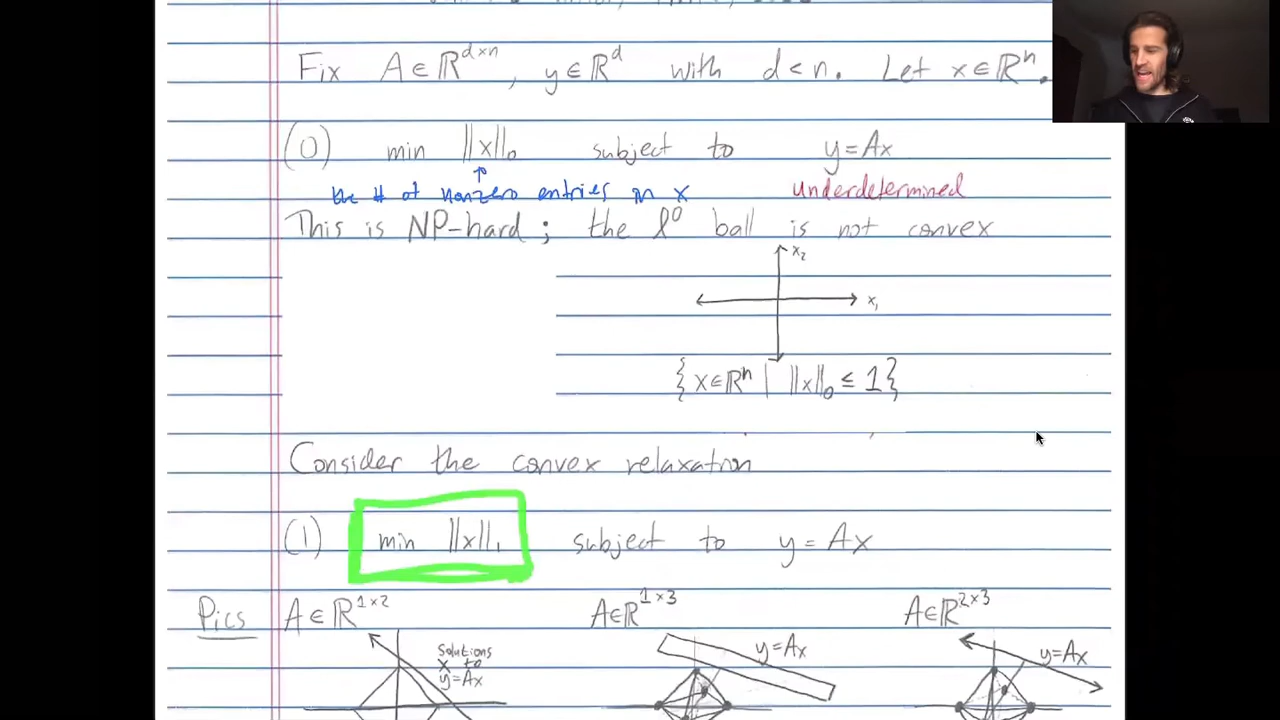 Fix A∈ℝ^{d×n}, y∈ℝ^d with d<n. Let x∈ℝ^n.
(0) min ||x||₀ subject to y=Ax
the # of nonzero entries in x underdetermined
This is NP-hard; the ℓ⁰ ball is not convex
x₂
x₁
{x∈ℝⁿ | ||x||₀ ≤ 1}
Consider the convex relaxation
(1) min ||x||₁ subject to y = Ax
Pics A∈ℝ^{1×2} A∈ℝ^{1×3} A∈ℝ^{2×3}
Solutions
x to
y=Ax
y=Ax
y=Ax